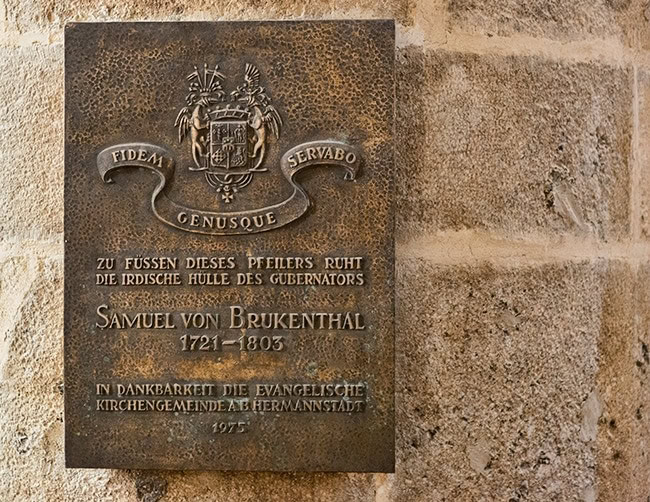 FIDEM GENUSQUE SERVABO
ZU FÜSSEN DIESES PFEILERS RUHT
DIE IRDISCHE HÜLLE DES GUBERNATORS
SAMUEL VON BRUKENTHAL
1721–1803
IN DANKBARKEIT DIE EVANGELISCHE
KIRCHENGEMEINDE A.B. HERMANNSTADT
1975